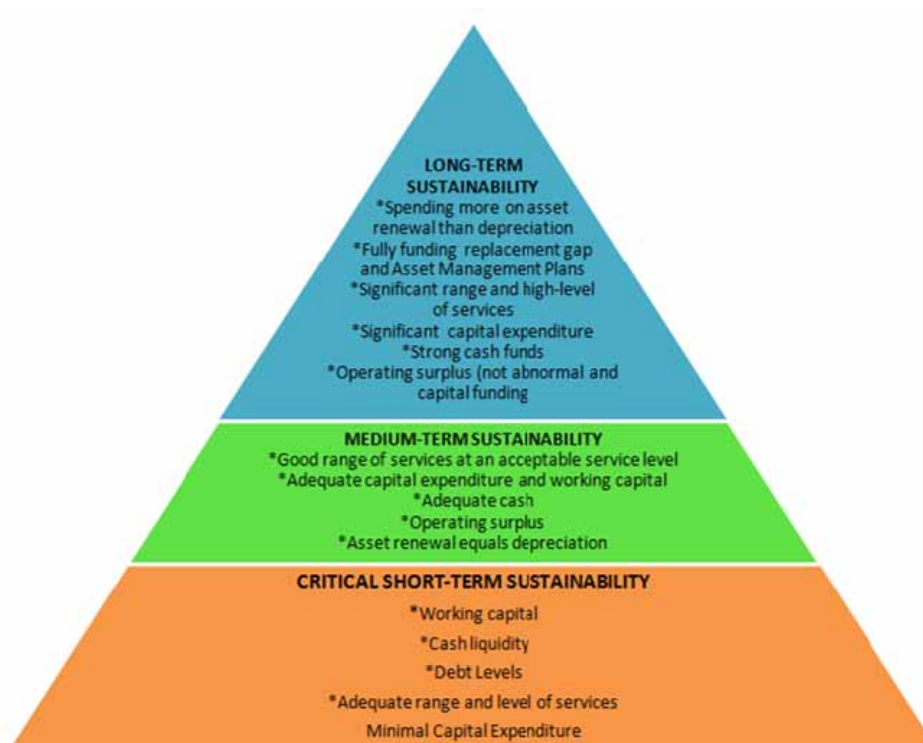 LONG-TERM
SUSTAINABILITY
*Spending more on asset
renewal than depreciation
*Fully funding replacement gap
and Asset Management Plans
*Significant range and high-level
of services
*Significant capital expenditure
*Strong cash funds
*Operating surplus (not abnormal and
capital funding
MEDIUM-TERM SUSTAINABILITY
*Good range of services at an acceptable service level
*Adequate capital expenditure and working capital
*Adequate cash
*Operating surplus
*Asset renewal equals depreciation
CRITICAL SHORT-TERM SUSTAINABILITY
*Working capital
*Cash liquidity
*Debt Levels
*Adequate range and level of services
Minimal Capital Expenditure